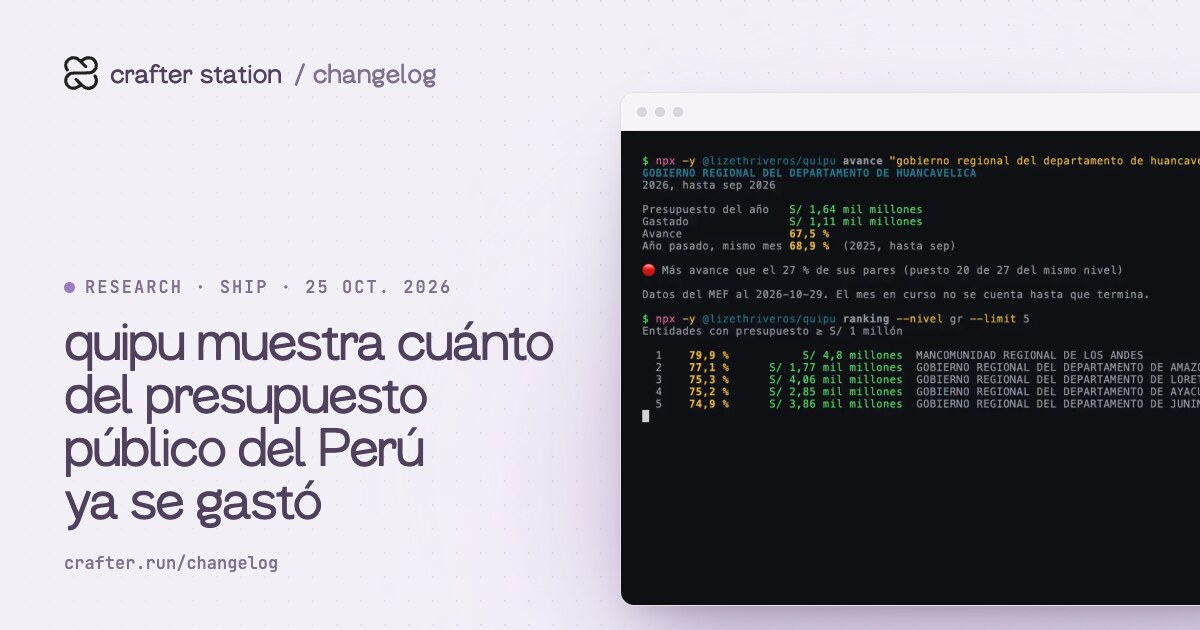 crafter station / changelog
RESEARCH · SHIP · 25 OCT. 2026
quipu muestra cuánto
del presupuesto
público del Perú
ya se gastó
crafter.run/changelog
$ npx -y @lizethriveros/quipu avance "gobierno regional del departamento de huancave
GOBIERNO REGIONAL DEL DEPARTAMENTO DE HUANCAVELICA
2026, hasta sep 2026
Presupuesto del año S/ 1,64 mil millones
Gastado S/ 1,11 mil millones
Avance 67,5 %
Año pasado, mismo mes 68,9 % (2025, hasta sep)
Más avance que el 27 % de sus pares (puesto 20 de 27 del mismo nivel)
Datos del MEF al 2026-10-29. El mes en curso no se cuenta hasta que termina.
$ npx -y @lizethriveros/quipu ranking --nivel gr --limit 5
Entidades con presupuesto ≥ S/ 1 millón
1 79,9 % S/ 4,8 millones MANCOMUNIDAD REGIONAL DE LOS ANDES
2 77,1 % S/ 1,77 mil millones GOBIERNO REGIONAL DEL DEPARTAMENTO DE AMAZO
3 75,3 % S/ 4,06 mil millones GOBIERNO REGIONAL DEL DEPARTAMENTO DE LORET
4 75,2 % S/ 2,85 mil millones GOBIERNO REGIONAL DEL DEPARTAMENTO DE AYACU
5 74,9 % S/ 3,86 mil millones GOBIERNO REGIONAL DEL DEPARTAMENTO DE JUNIN